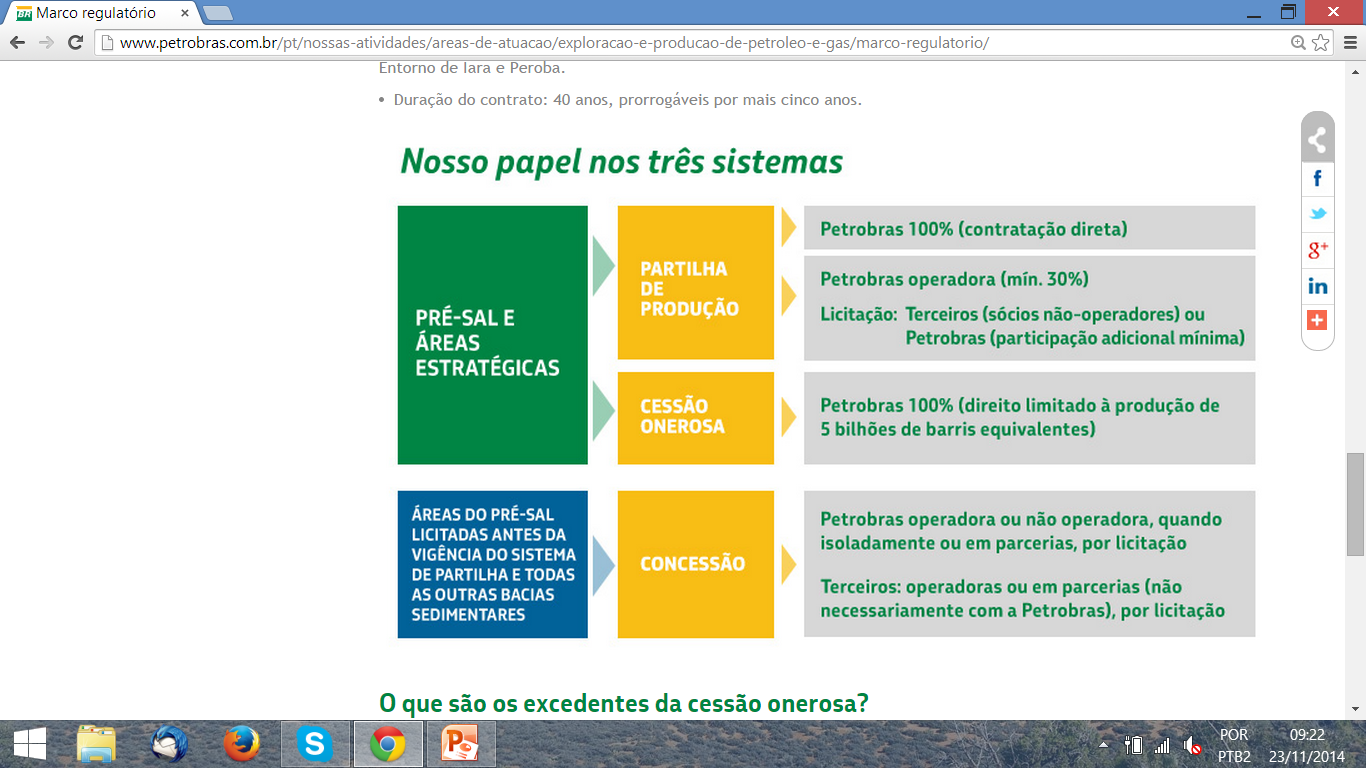 Marco regulatório
www.petrobras.com.br/pt/nossas-atividades/areas-de-atuacao/exploracao-e-producao-de-petroleo-e-gas/marco-regulatorio/
Entorno de Iara e Peroba.
• Duração do contrato: 40 anos, prorrogáveis por mais cinco anos.
Nosso papel nos três sistemas
PRÉ-SAL E
ÁREAS
ESTRATÉGICAS
PARTILHA
DE
PRODUÇÃO
Petrobras 100% (contratação direta)
Petrobras operadora (mín. 30%)
Licitação: Terceiros (sócios não-operadores) ou
Petrobras (participação adicional mínima)
CESSÃO
ONEROSA
Petrobras 100% (direito limitado à produção de
5 bilhões de barris equivalentes)
ÁREAS DO PRÉ-SAL
LICITADAS ANTES DA
VIGÊNCIA DO SISTEMA
DE PARTILHA E TODAS
AS OUTRAS BACIAS
SEDIMENTARES
CONCESSÃO
Petrobras operadora ou não operadora, quando
isoladamente ou em parcerias, por licitação
Terceiros: operadoras ou em parcerias (não
necessariamente com a Petrobras), por licitação
O que são os excedentes da cessão onerosa?
POR
PTB2
09:22
23/11/2014